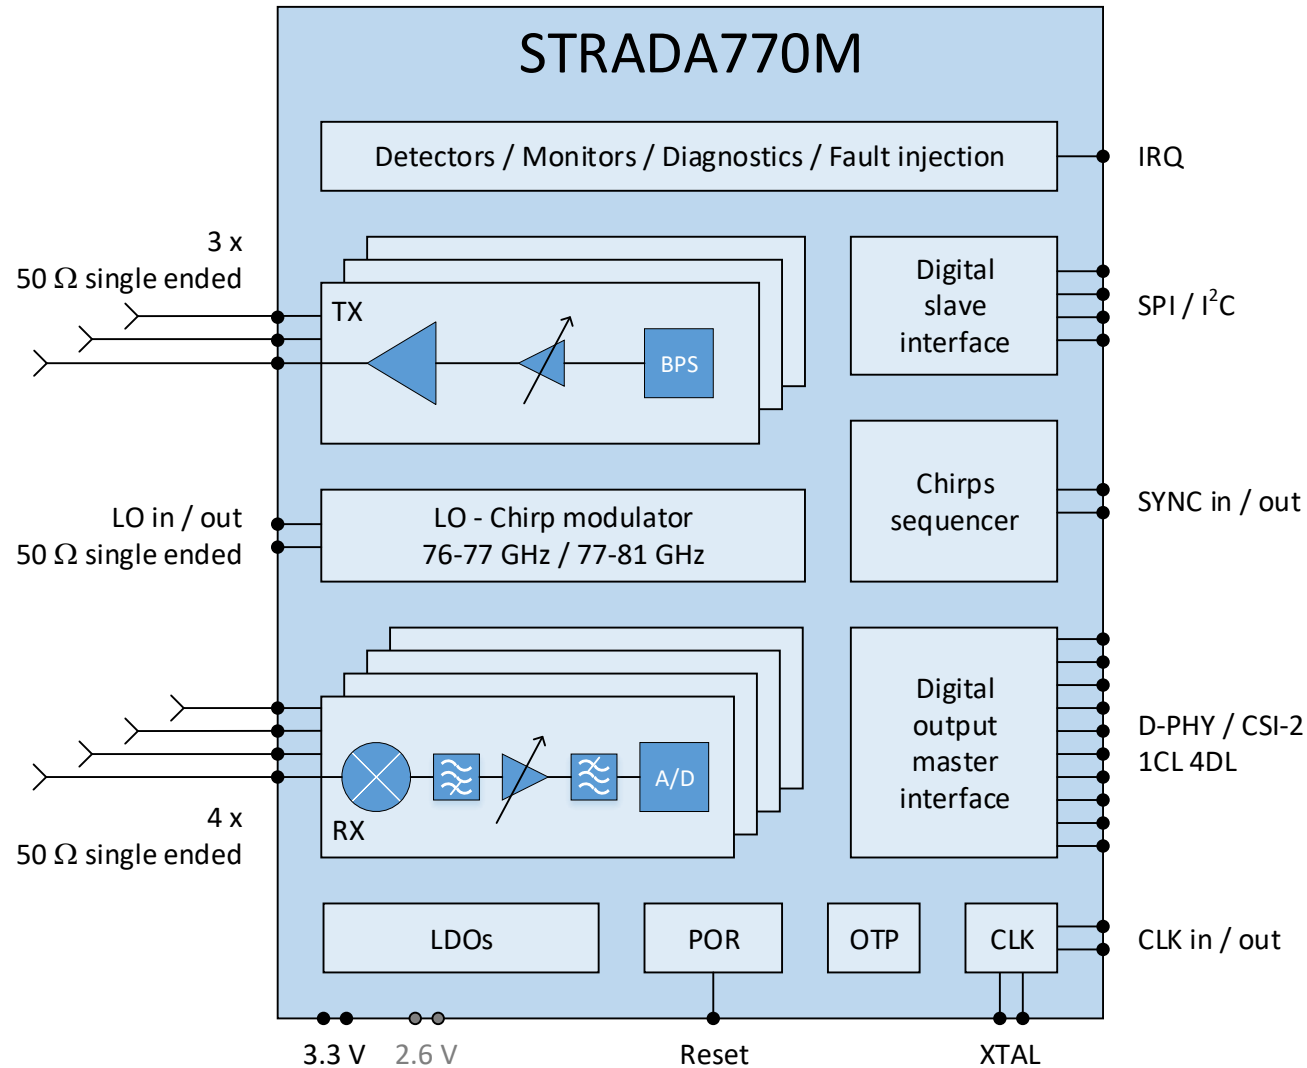 STRADA770M
Detectors / Monitors / Diagnostics / Fault injection
IRQ
3 x
50 Ω single ended
TX
BPS
Digital
slave
interface
SPI / I²C
LO in / out
50 Ω single ended
LO - Chirp modulator
76-77 GHz / 77-81 GHz
Chirps
sequencer
SYNC in / out
RX
A/D
4 x
50 Ω single ended
Digital
output
master
interface
D-PHY / CSI-2
1CL 4DL
LDOs
POR
OTP
CLK
CLK in / out
3.3 V
2.6 V
Reset
XTAL